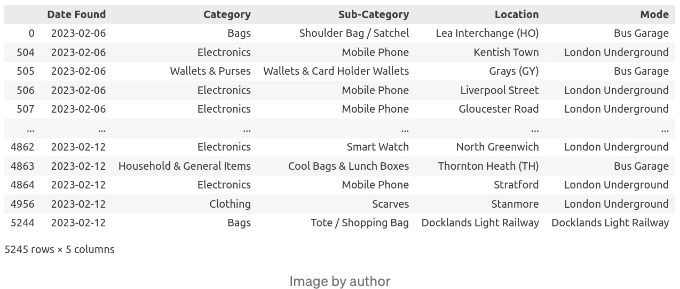 Date Found Category Sub-Category Location Mode
0 2023-02-06 Bags Shoulder Bag / Satchel Lea Interchange (HO) Bus Garage
504 2023-02-06 Electronics Mobile Phone Kentish Town London Underground
505 2023-02-06 Wallets & Purses Wallets & Card Holder Wallets Grays (GY) Bus Garage
506 2023-02-06 Electronics Mobile Phone Liverpool Street London Underground
507 2023-02-06 Electronics Mobile Phone Gloucester Road London Underground
... ... ... ... ... ...
4862 2023-02-12 Electronics Smart Watch North Greenwich London Underground
4863 2023-02-12 Household & General Items Cool Bags & Lunch Boxes Thornton Heath (TH) Bus Garage
4864 2023-02-12 Electronics Mobile Phone Stratford London Underground
4956 2023-02-12 Clothing Scarves Stanmore London Underground
5244 2023-02-12 Bags Tote / Shopping Bag Docklands Light Railway Docklands Light Railway
5245 rows × 5 columns
Image by author